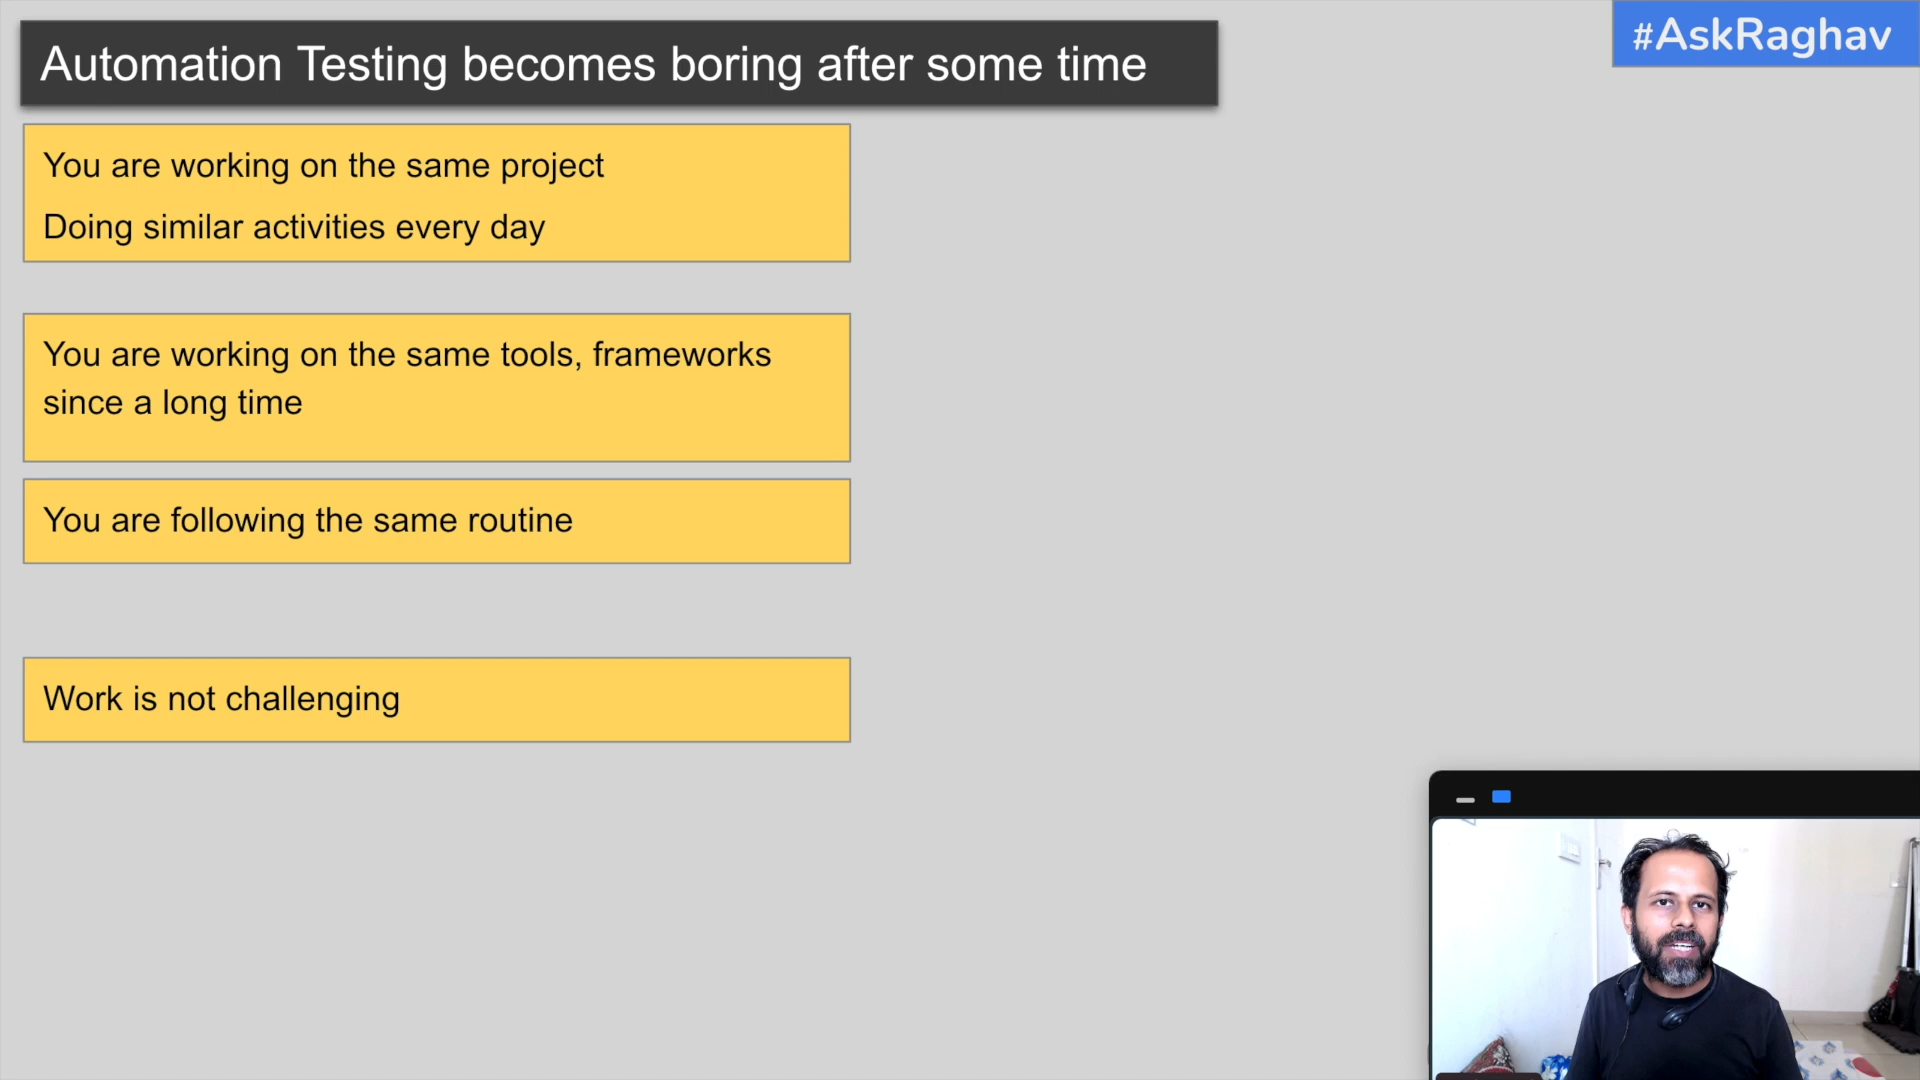 Automation Testing becomes boring after some time
#AskRaghav
You are working on the same project
Doing similar activities every day
You are working on the same tools, frameworks
since a long time
You are following the same routine
Work is not challenging